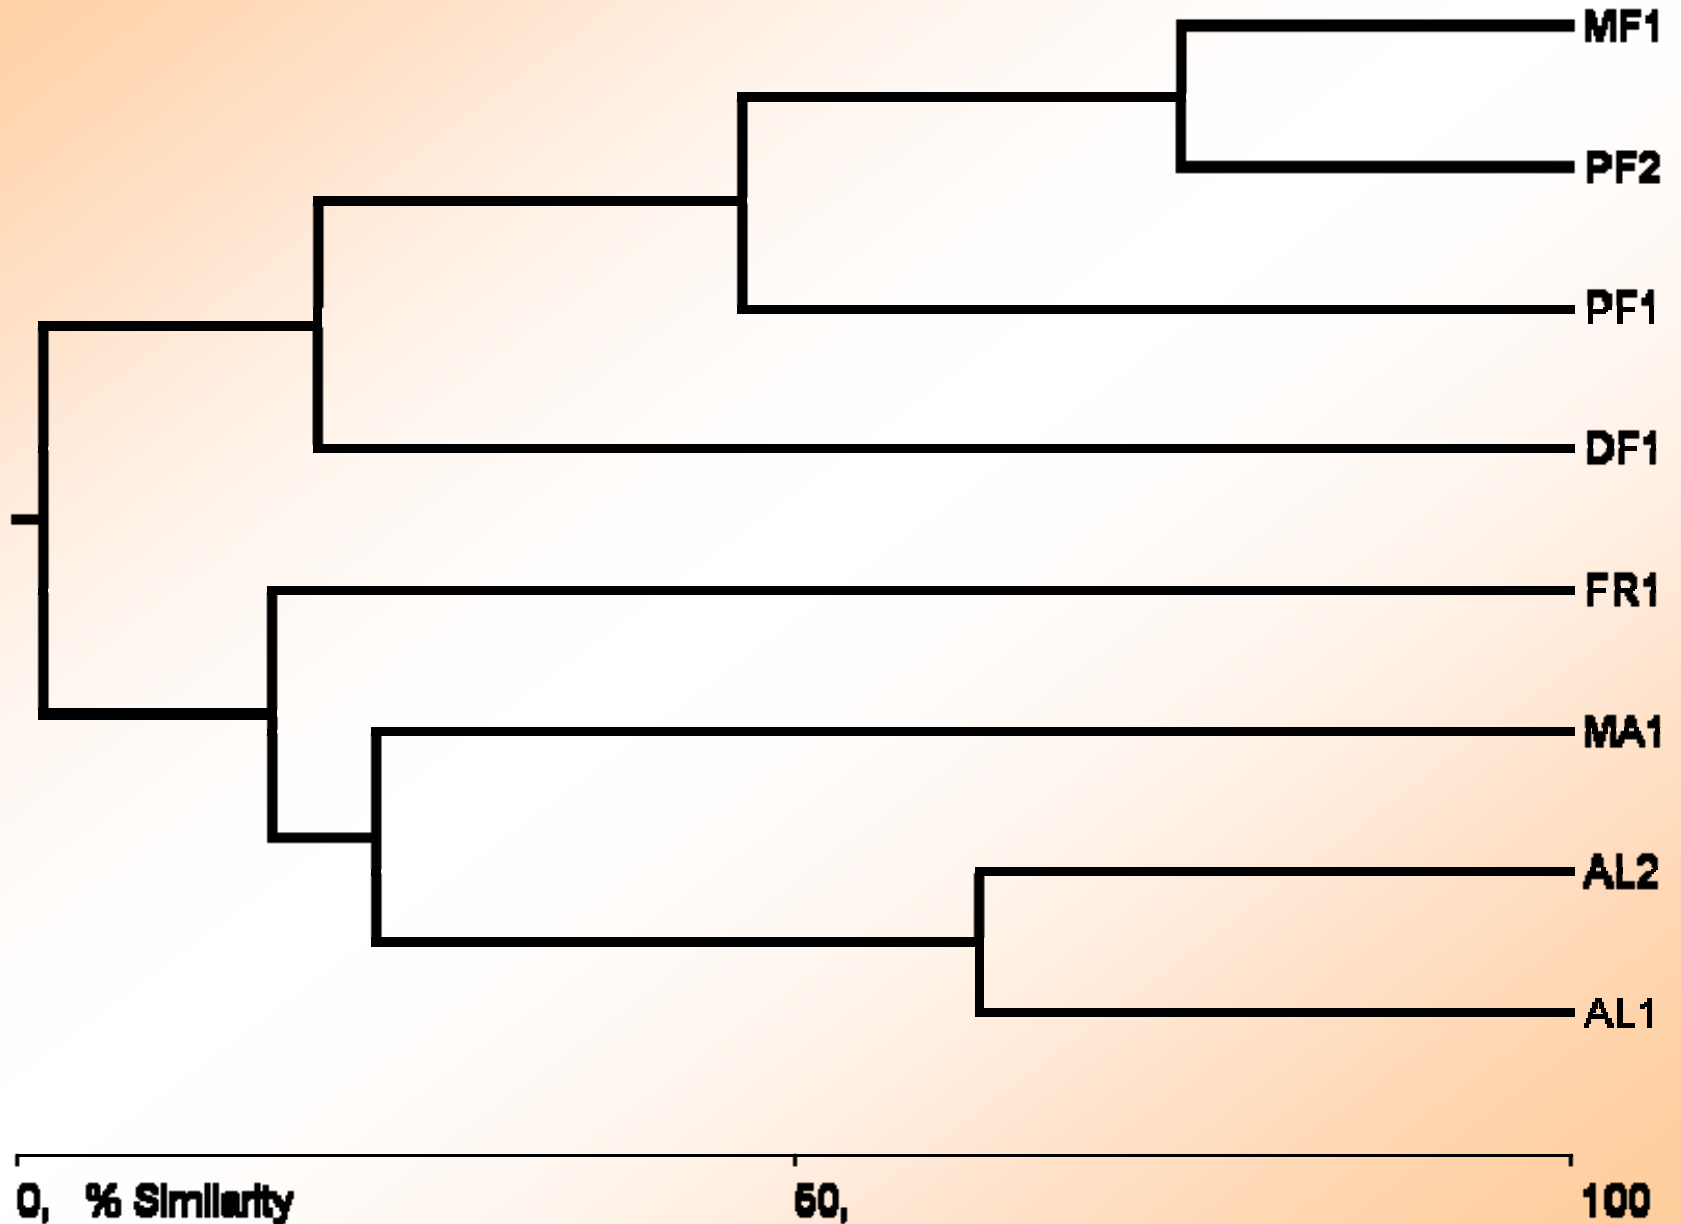 MF1
PF2
PF1
DF1
FR1
MA1
AL2
AL1
0, % Similarity 50, 100